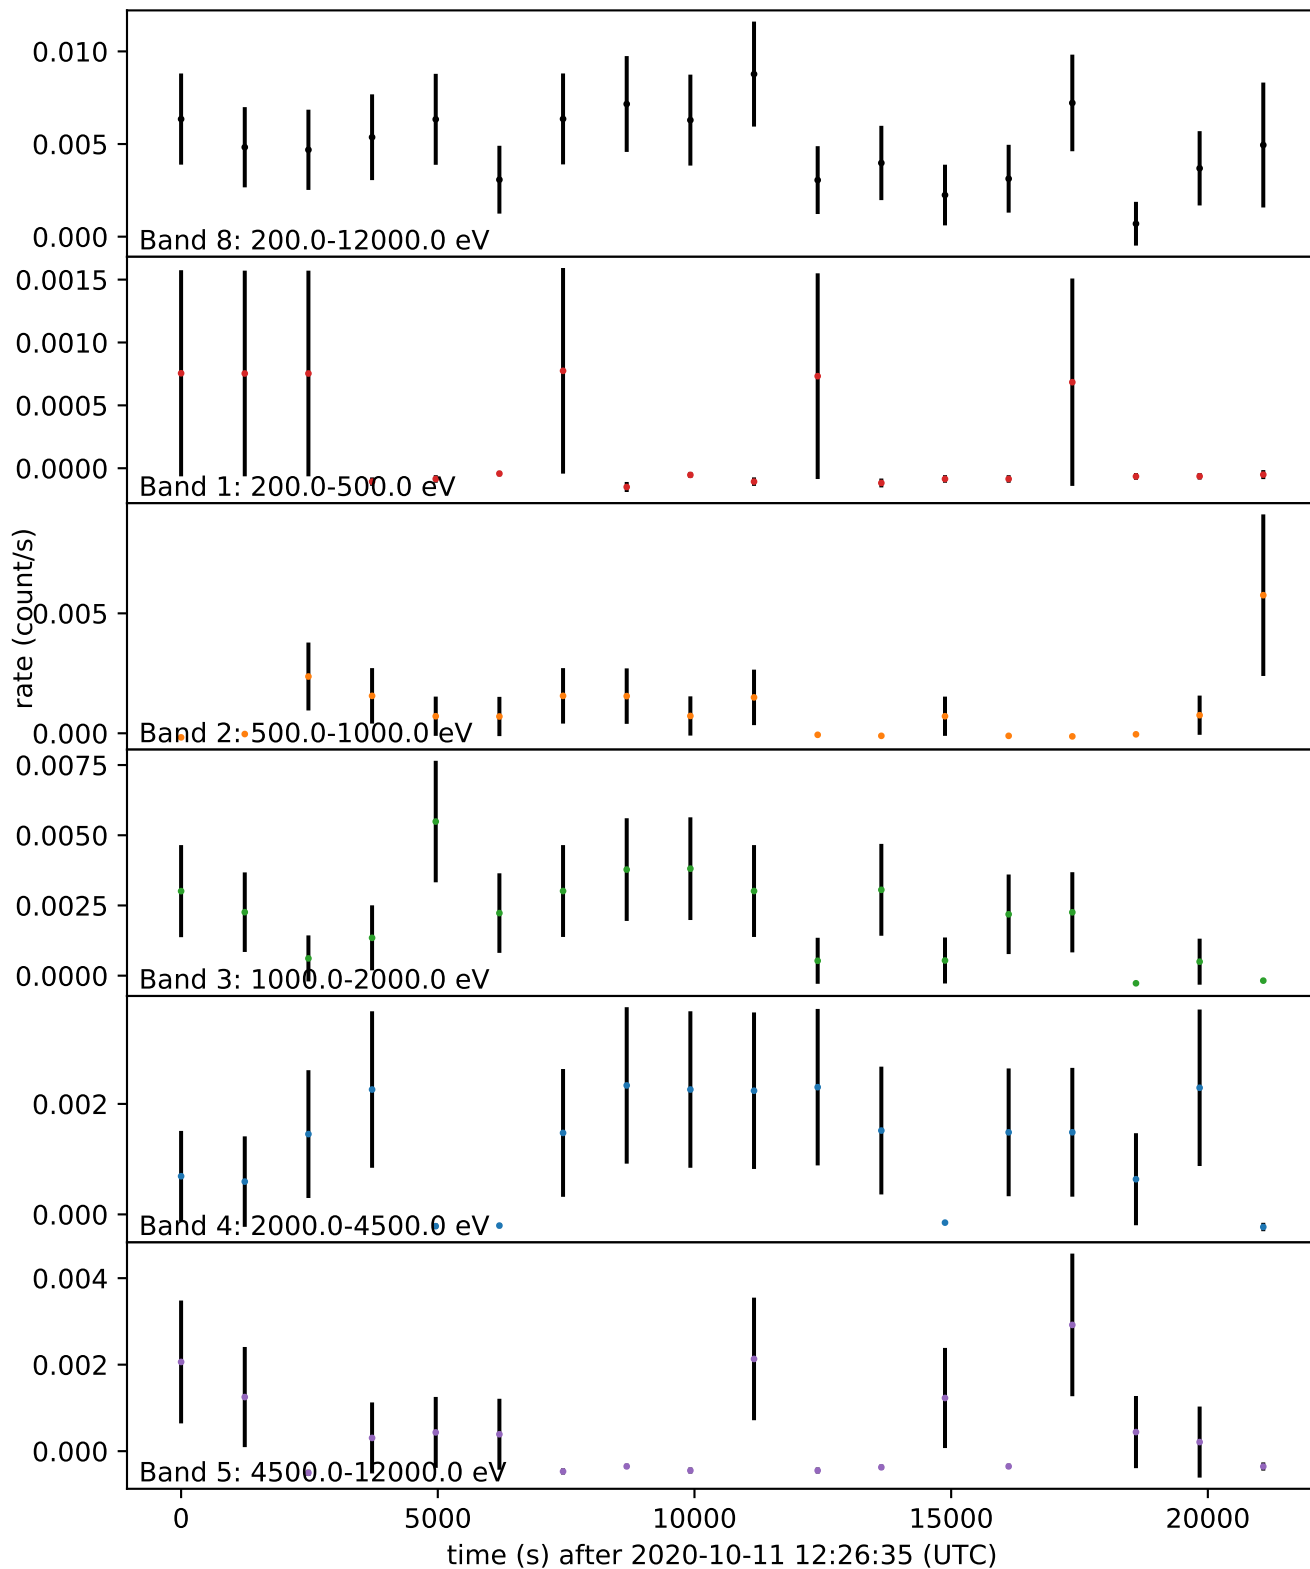 0.010
0.005
0.000
Band 8: 200.0-12000.0 eV
0.0015
0.0010
0.0005
0.0000
Band 1: 200.0-500.0 eV
rate (count/s)
0.005
0.000
Band 2: 500.0-1000.0 eV
0.0075
0.0050
0.0025
0.0000
Band 3: 1000.0-2000.0 eV
0.002
0.000
Band 4: 2000.0-4500.0 eV
0.004
0.002
0.000
Band 5: 4500.0-12000.0 eV
0 5000 10000 15000 20000
time (s) after 2020-10-11 12:26:35 (UTC)